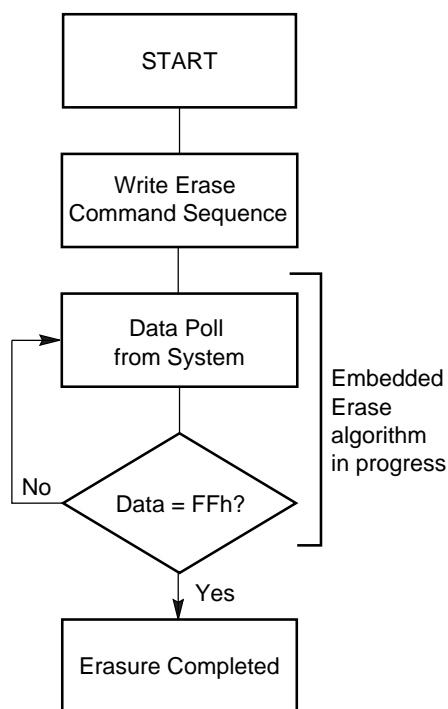 START
Write Erase
Command Sequence
Data Poll
from System
Embedded
Erase
algorithm
in progress
No
Data = FFh?
Yes
Erasure Completed